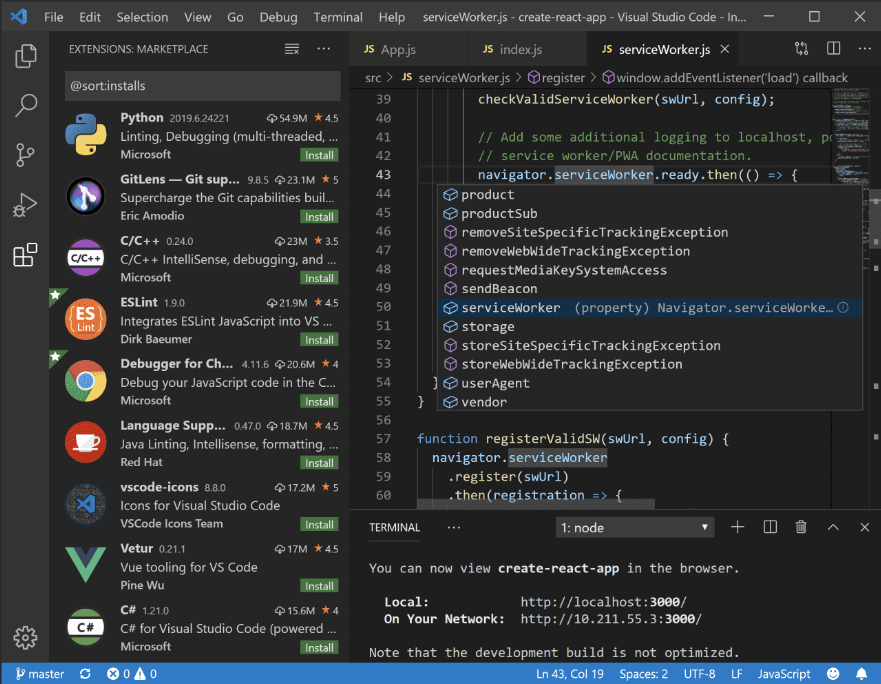 File Edit Selection View Go Debug Terminal Help serviceWorker.js - create-react-app - Visual Studio Code - In...
EXTENSIONS: MARKETPLACE
@sort:installs
Python 2019.6.24221 54.9M 4.5
Linting, Debugging (multi-threaded, ...
Microsoft Install
GitLens — Git sup... 9.8.5 23.1M 5
Supercharge the Git capabilities buil...
Eric Amodio Install
C/C++
C/C++ 0.24.0 23M 3.5
C/C++ IntelliSense, debugging, and ...
Microsoft Install
ES
Lint
ESLint 1.9.0 21.9M 4.5
Integrates ESLint JavaScript into VS ...
Dirk Baeumer Install
Debugger for Ch... 4.11.6 20.6M 4
Debug your JavaScript code in the C...
Microsoft Install
Language Supp... 0.47.0 18.7M 4.5
Java Linting, Intellisense, formatting, ...
Red Hat Install
vscode-icons 8.8.0 17.2M 5
Icons for Visual Studio Code
VSCode Icons Team Install
Vetur 0.21.1 17M 4.5
Vue tooling for VS Code
Pine Wu Install
C#
C# 1.21.0 15.6M 4
C# for Visual Studio Code (powered ...
Microsoft Install
JS App.js JS index.js JS serviceWorker.js
src > JS serviceWorker.js > register > window.addEventListener('load') callback
39 checkValidServiceWorker(swUrl, config);
40
41 // Add some additional logging to localhost, p
42 // service worker/PWA documentation.
43 navigator.serviceWorker.ready.then(() => {
44 product
45 productSub
46 removeSiteSpecificTrackingException
47 removeWebWideTrackingException
48 requestMediaKeySystemAccess
49 sendBeacon
50 serviceWorker (property) Navigator.serviceWorke...
51 storage
52 storeSiteSpecificTrackingException
53 storeWebWideTrackingException
54 } userAgent
55 } vendor
56
57 function registerValidSW(swUrl, config) {
58 navigator.serviceWorker
59 .register(swUrl)
60 .then(registration => {
TERMINAL ... 1: node
You can now view create-react-app in the browser.
Local: http://localhost:3000/
On Your Network: http://10.211.55.3:3000/
Note that the development build is not optimized.
master 0 0 Ln 43, Col 19 Spaces: 2 UTF-8 LF JavaScript